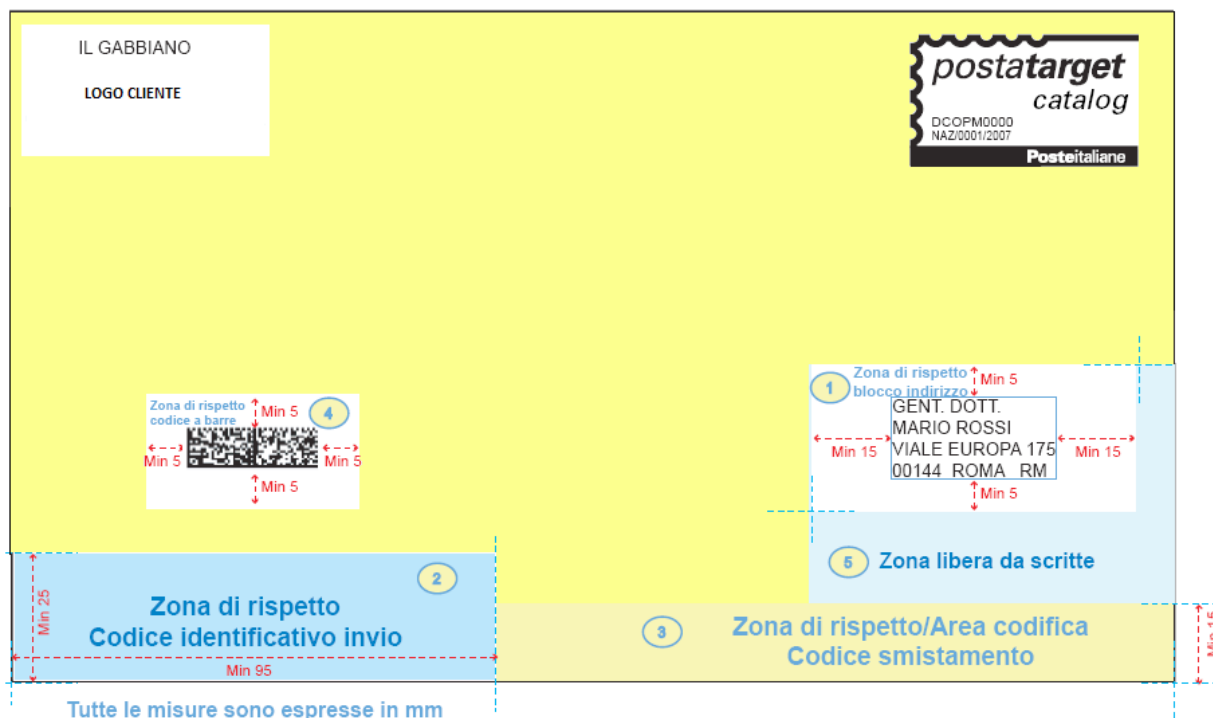 IL GABBIANO
LOGO CLIENTE
postatarget
catalog
DCOPM0000
NAZ/0001/2007
Posteitaliane
Zona di rispetto
blocco indirizzo
1
Min 5
GENT. DOTT.
MARIO ROSSI
VIALE EUROPA 175
00144 ROMA RM
Min 15
Min 15
Min 5
Zona di rispetto
codice a barre
Min 5
4
Min 5
Min 5
Min 5
5
Zona libera da scritte
2
Zona di rispetto
Codice identificativo invio
Min 25
Min 95
3
Zona di rispetto/Area codifica
Codice smistamento
Min 15
Tutte le misure sono espresse in mm